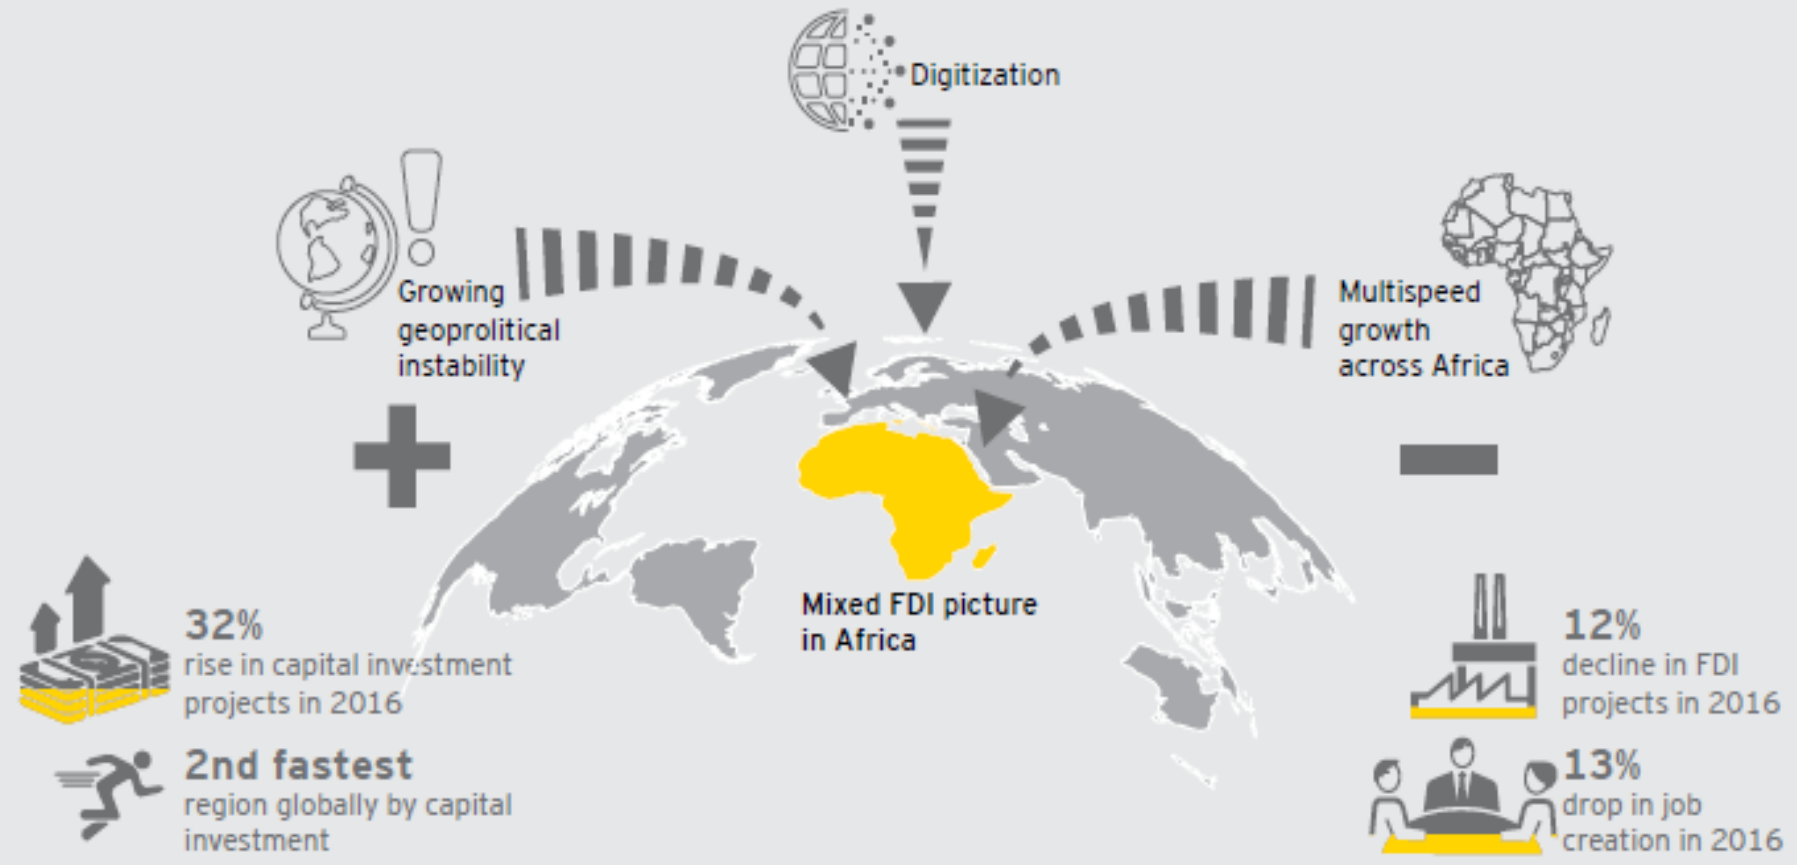 Digitization
Growing
geoprolitical
instability
Multispeed
growth
across Africa
Mixed FDI picture
in Africa
32%
rise in capital investment
projects in 2016
2nd fastest
region globally by capital
investment
12%
decline in FDI
projects in 2016
13%
drop in job
creation in 2016